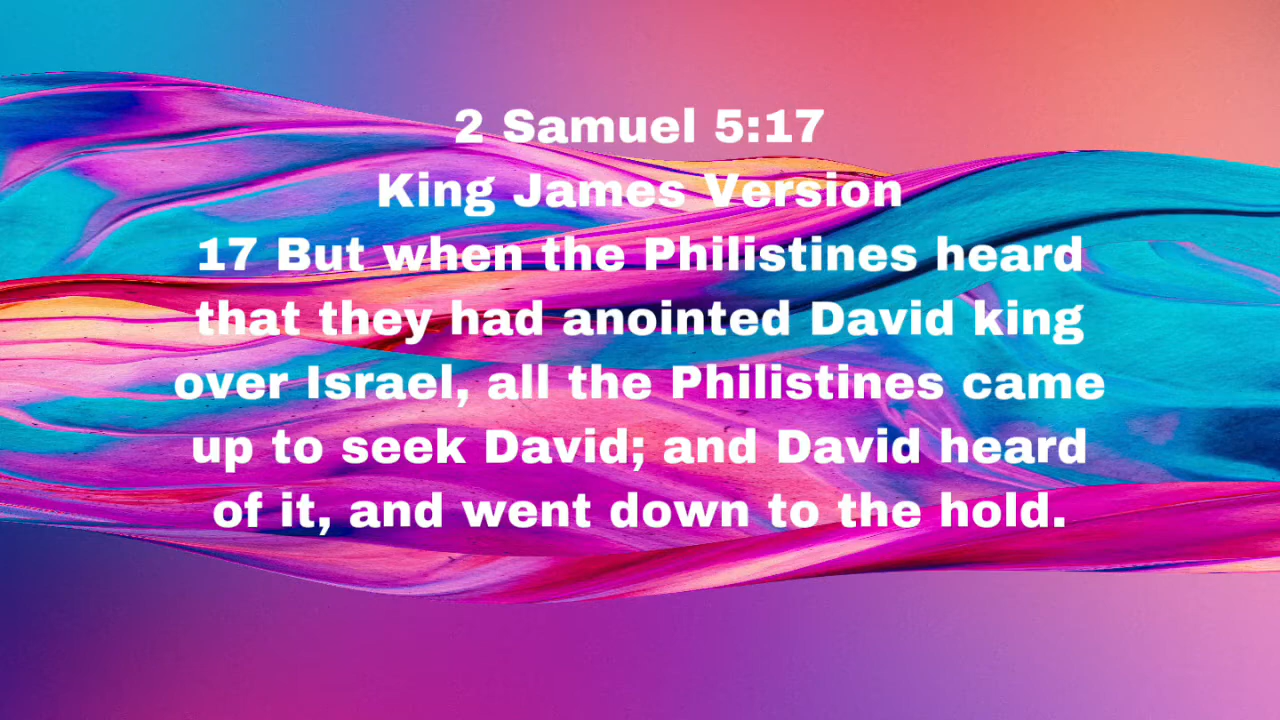 2 Samuel 5:17
King James Version
17 But when the Philistines heard
that they had anointed David king
over Israel, all the Philistines came
up to seek David; and David heard
of it, and went down to the hold.